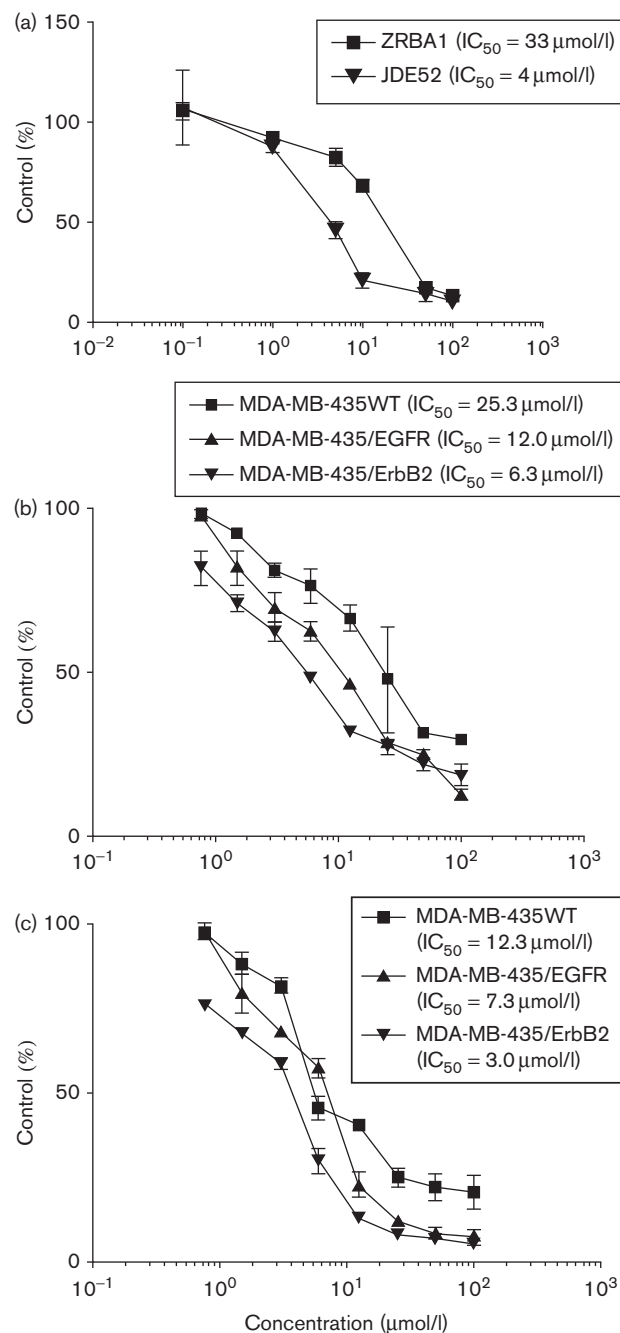 (a)
150
ZRBA1 (IC50 = 33 μmol/l)
JDE52 (IC50 = 4 μmol/l)
100
Control (%)
50
0
10−2 10−1 100 101 102 103
MDA-MB-435WT (IC50 = 25.3 μmol/l)
MDA-MB-435/EGFR (IC50 = 12.0 μmol/l)
MDA-MB-435/ErbB2 (IC50 = 6.3 μmol/l)
(b)
100
Control (%)
50
0
10−1 100 101 102 103
(c)
100
MDA-MB-435WT
(IC50 = 12.3 μmol/l)
MDA-MB-435/EGFR
(IC50 = 7.3 μmol/l)
MDA-MB-435/ErbB2
(IC50 = 3.0 μmol/l)
Control (%)
50
0
10−1 100 101 102 103
Concentration (μmol/l)